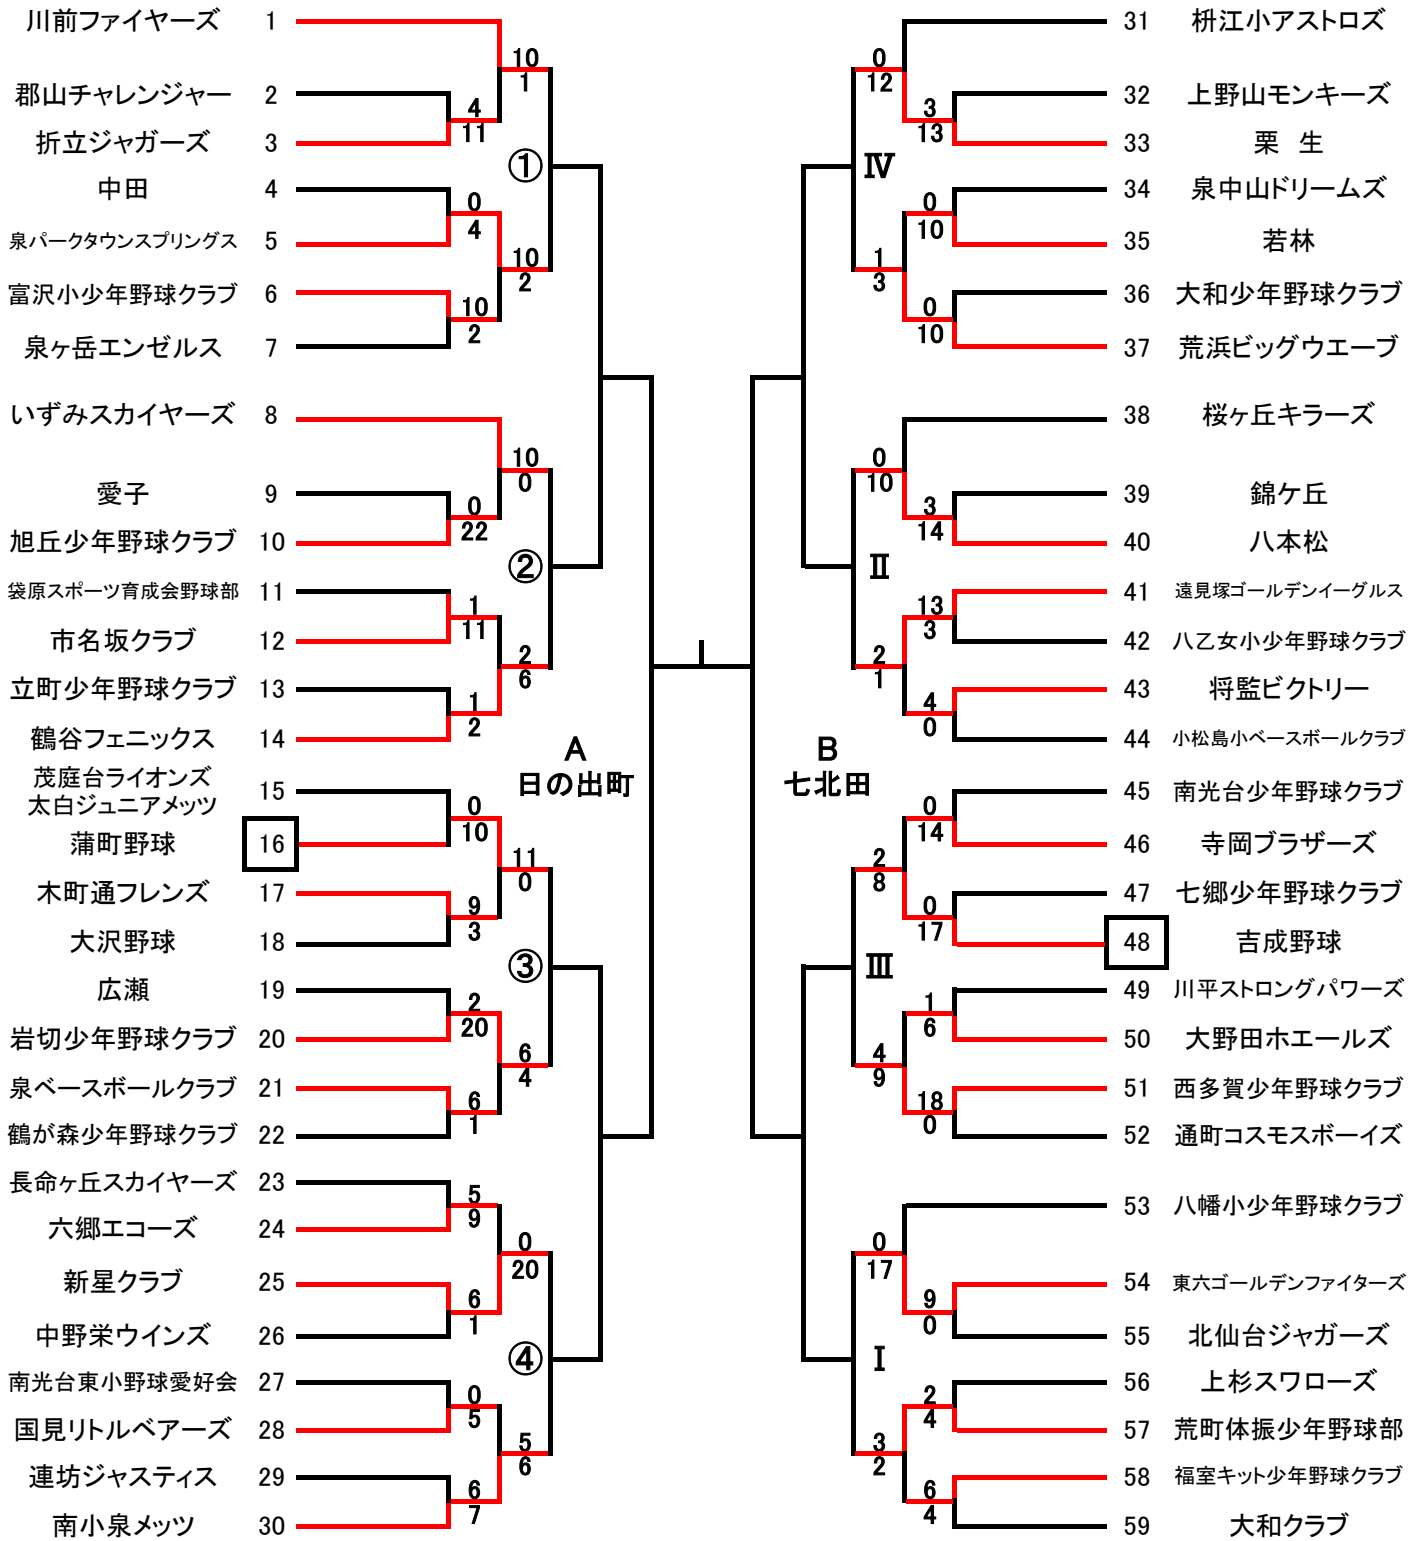 川前ファイヤーズ 1
郡山チャレンジャー 2
折立ジャガーズ 3
中田 4
泉パークタウンスプリングス 5
富沢小少年野球クラブ 6
泉ヶ岳エンゼルス 7
いずみスカイヤーズ 8
愛子 9
旭丘少年野球クラブ 10
袋原スポーツ育成会野球部 11
市名坂クラブ 12
立町少年野球クラブ 13
鶴谷フェニックス 14
茂庭台ライオンズ
太白ジュニアメッツ 15
蒲町野球 16
木町通フレンズ 17
大沢野球 18
広瀬 19
岩切少年野球クラブ 20
泉ベースボールクラブ 21
鶴が森少年野球クラブ 22
長命ヶ丘スカイヤーズ 23
六郷エコーズ 24
新星クラブ 25
中野栄ウインズ 26
南光台東小野球愛好会 27
国見リトルベアーズ 28
連坊ジャスティス 29
南小泉メッツ 30
4
11
0
4
10
2
0
22
1
11
1
2
0
10
9
3
2
20
6
1
5
9
6
1
0
5
6
7
10
1
10
2
10
0
2
6
11
0
6
4
0
20
5
6
①
②
③
④
A
日の出町
B
七北田
Ⅳ
Ⅱ
Ⅲ
Ⅰ
0
12
1
3
0
10
2
1
2
8
4
9
0
17
3
2
3
13
0
10
0
10
3
14
13
3
4
0
0
14
0
17
1
6
18
0
9
0
2
4
6
4
31 枡江小アストロズ
32 上野山モンキーズ
33 栗 生
34 泉中山ドリームズ
35 若林
36 大和少年野球クラブ
37 荒浜ビッグウエーブ
38 桜ヶ丘キラーズ
39 錦ケ丘
40 八本松
41 遠見塚ゴールデンイーグルス
42 八乙女小少年野球クラブ
43 将監ビクトリー
44 小松島小ベースボールクラブ
45 南光台少年野球クラブ
46 寺岡ブラザーズ
47 七郷少年野球クラブ
48 吉成野球
49 川平ストロングパワーズ
50 大野田ホエールズ
51 西多賀少年野球クラブ
52 通町コスモスボーイズ
53 八幡小少年野球クラブ
54 東六ゴールデンファイターズ
55 北仙台ジャガーズ
56 上杉スワローズ
57 荒町体振少年野球部
58 福室キット少年野球クラブ
59 大和クラブ